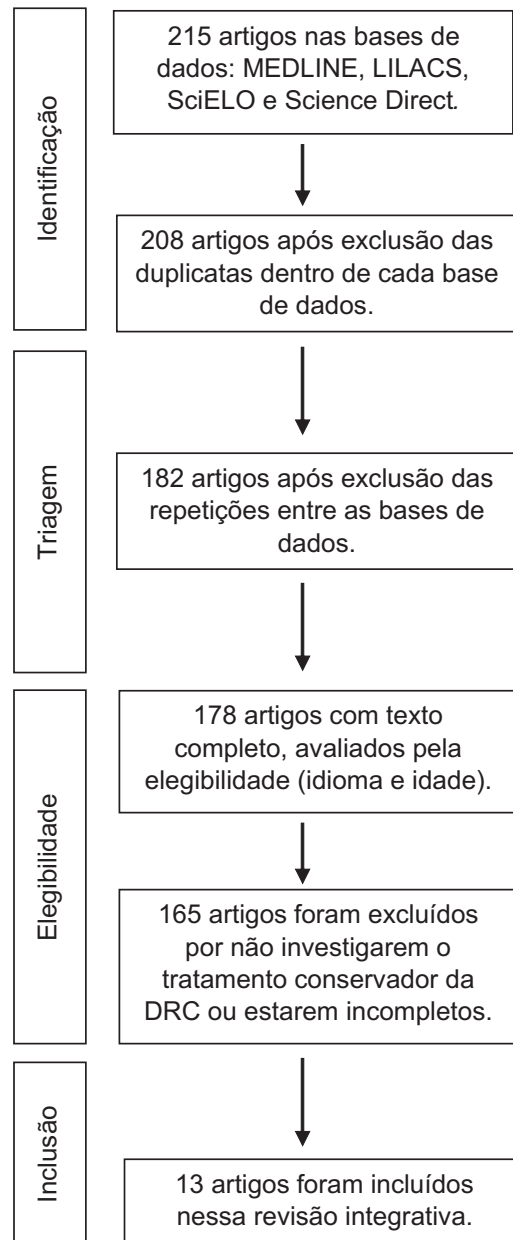 Identificação
215 artigos nas bases de
dados: MEDLINE, LILACS,
SciELO e Science Direct.
208 artigos após exclusão das
duplicatas dentro de cada base
de dados.
Triagem
182 artigos após exclusão das
repetições entre as bases de
dados.
Elegibilidade
178 artigos com texto
completo, avaliados pela
elegibilidade (idioma e idade).
165 artigos foram excluídos
por não investigarem o
tratamento conservador da
DRC ou estarem incompletos.
Inclusão
13 artigos foram incluídos
nessa revisão integrativa.